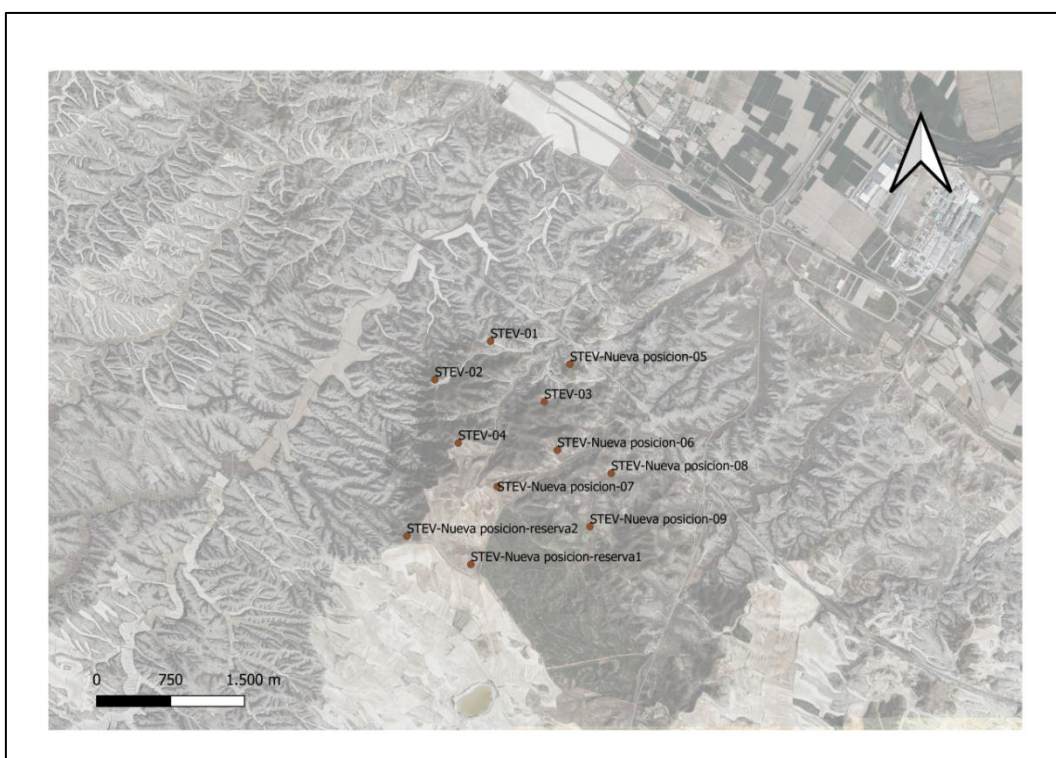 STEV-01
STEV-Nueva posicion-05
STEV-02
STEV-03
STEV-04
STEV-Nueva posicion-06
STEV-Nueva posicion-08
STEV-Nueva posicion-07
STEV-Nueva posicion-09
STEV-Nueva posicion-reserva2
STEV-Nueva posicion-reserva1
0 750 1.500 m